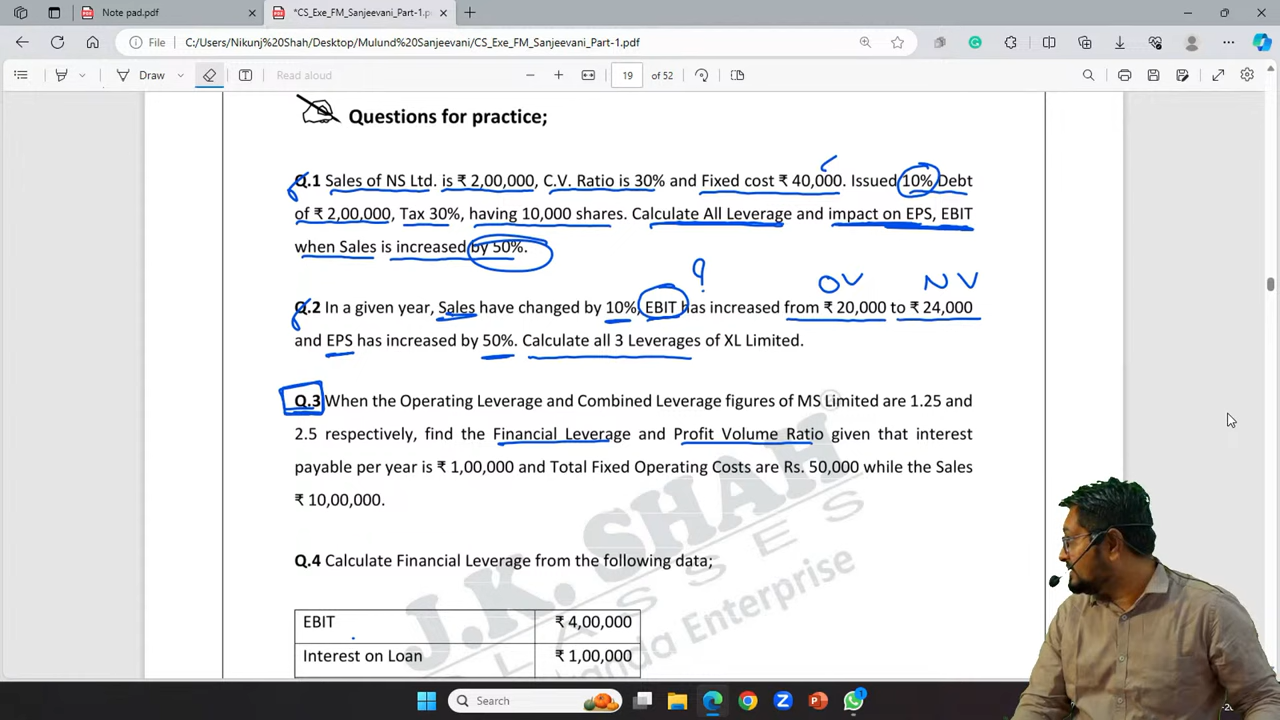 Note pad.pdf
*CS_Exe_FM_Sanjeevani_Part-1.p
File
C:/Users/Nikunj%20Shah/Desktop/Mulund%20Sanjeevani/CS_Exe_FM_Sanjeevani_Part-1.pdf
Draw
Read aloud
19 of 52
Questions for practice;
Q.1 Sales of NS Ltd. is ₹ 2,00,000, C.V. Ratio is 30% and Fixed cost ₹ 40,000. Issued 10% Debt
of ₹ 2,00,000, Tax 30%, having 10,000 shares. Calculate All Leverage and impact on EPS, EBIT
when Sales is increased by 50%.
? OV NV
Q.2 In a given year, Sales have changed by 10%, EBIT has increased from ₹ 20,000 to ₹ 24,000
and EPS has increased by 50%. Calculate all 3 Leverages of XL Limited.
Q.3 When the Operating Leverage and Combined Leverage figures of MS Limited are 1.25 and
2.5 respectively, find the Financial Leverage and Profit Volume Ratio given that interest
payable per year is ₹ 1,00,000 and Total Fixed Operating Costs are Rs. 50,000 while the Sales
₹ 10,00,000.
Q.4 Calculate Financial Leverage from the following data;
EBIT ₹ 4,00,000
Interest on Loan ₹ 1,00,000
J.K. SHAH®
CLASSES
anda Enterprise
Search
1